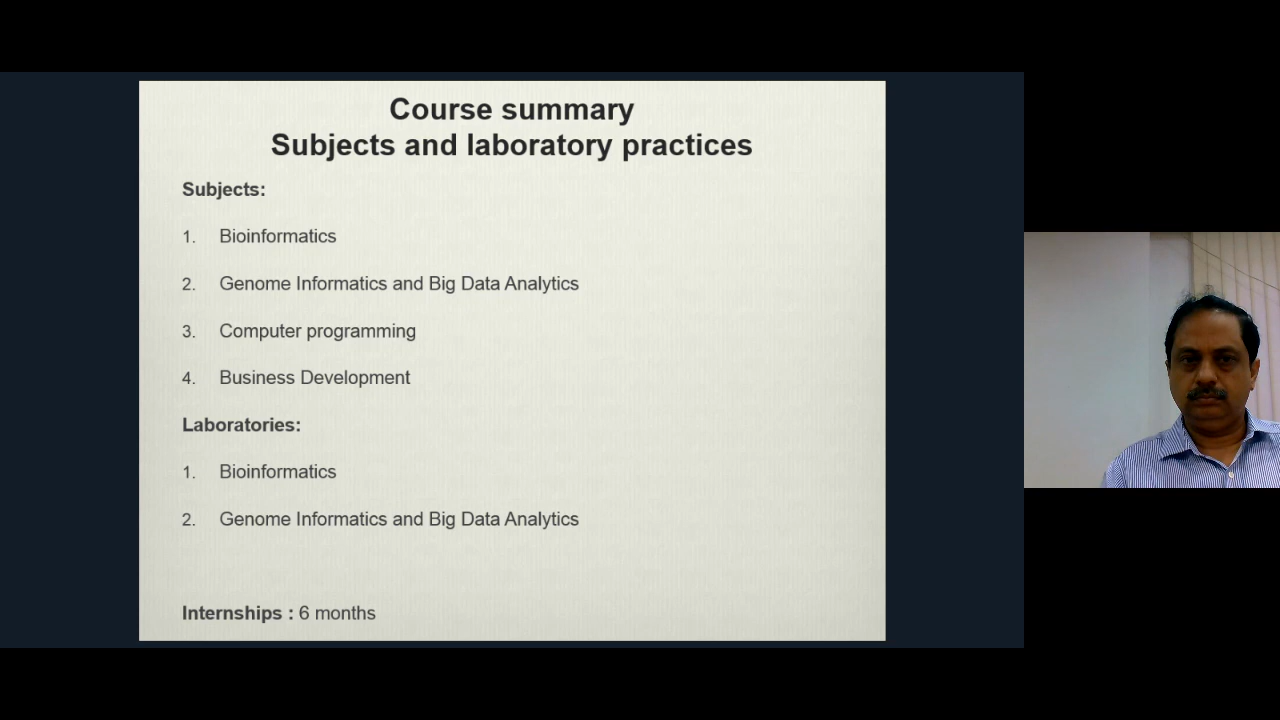 Course summary
Subjects and laboratory practices
Subjects:
1. Bioinformatics
2. Genome Informatics and Big Data Analytics
3. Computer programming
4. Business Development
Laboratories:
1. Bioinformatics
2. Genome Informatics and Big Data Analytics
Internships : 6 months